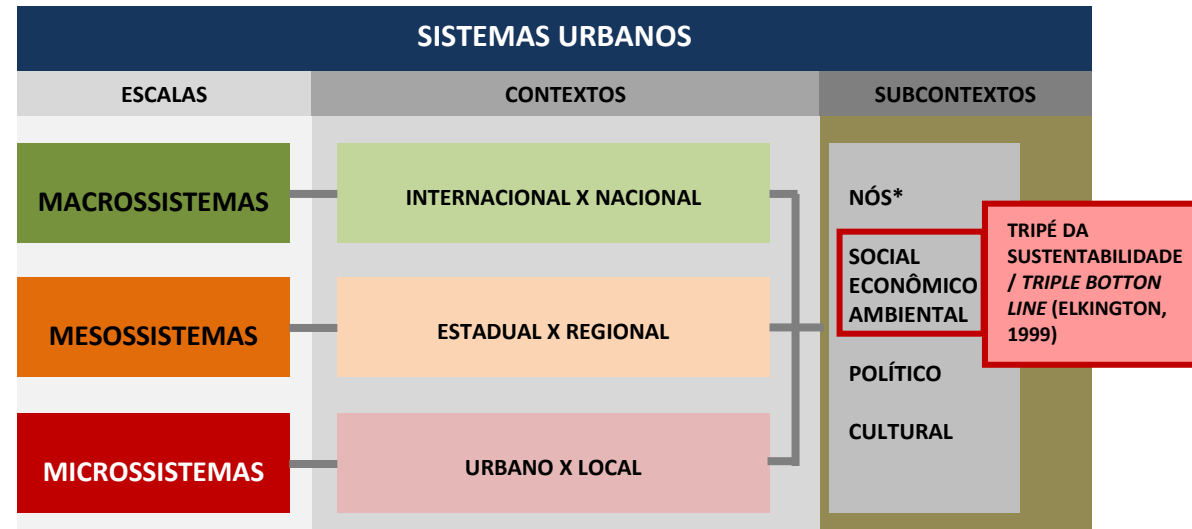 SISTEMAS URBANOS
ESCALAS
CONTEXTOS
SUBCONTEXTOS
MACROSSISTEMAS
INTERNACIONAL X NACIONAL
MESOSSISTEMAS
ESTADUAL X REGIONAL
MICROSSISTEMAS
URBANO X LOCAL
NÓS*
SOCIAL
ECONÔMICO
AMBIENTAL
POLÍTICO
CULTURAL
TRIPÉ DA
SUSTENTABILIDADE
/ TRIPLE BOTTON
LINE (ELKINGTON,
1999)